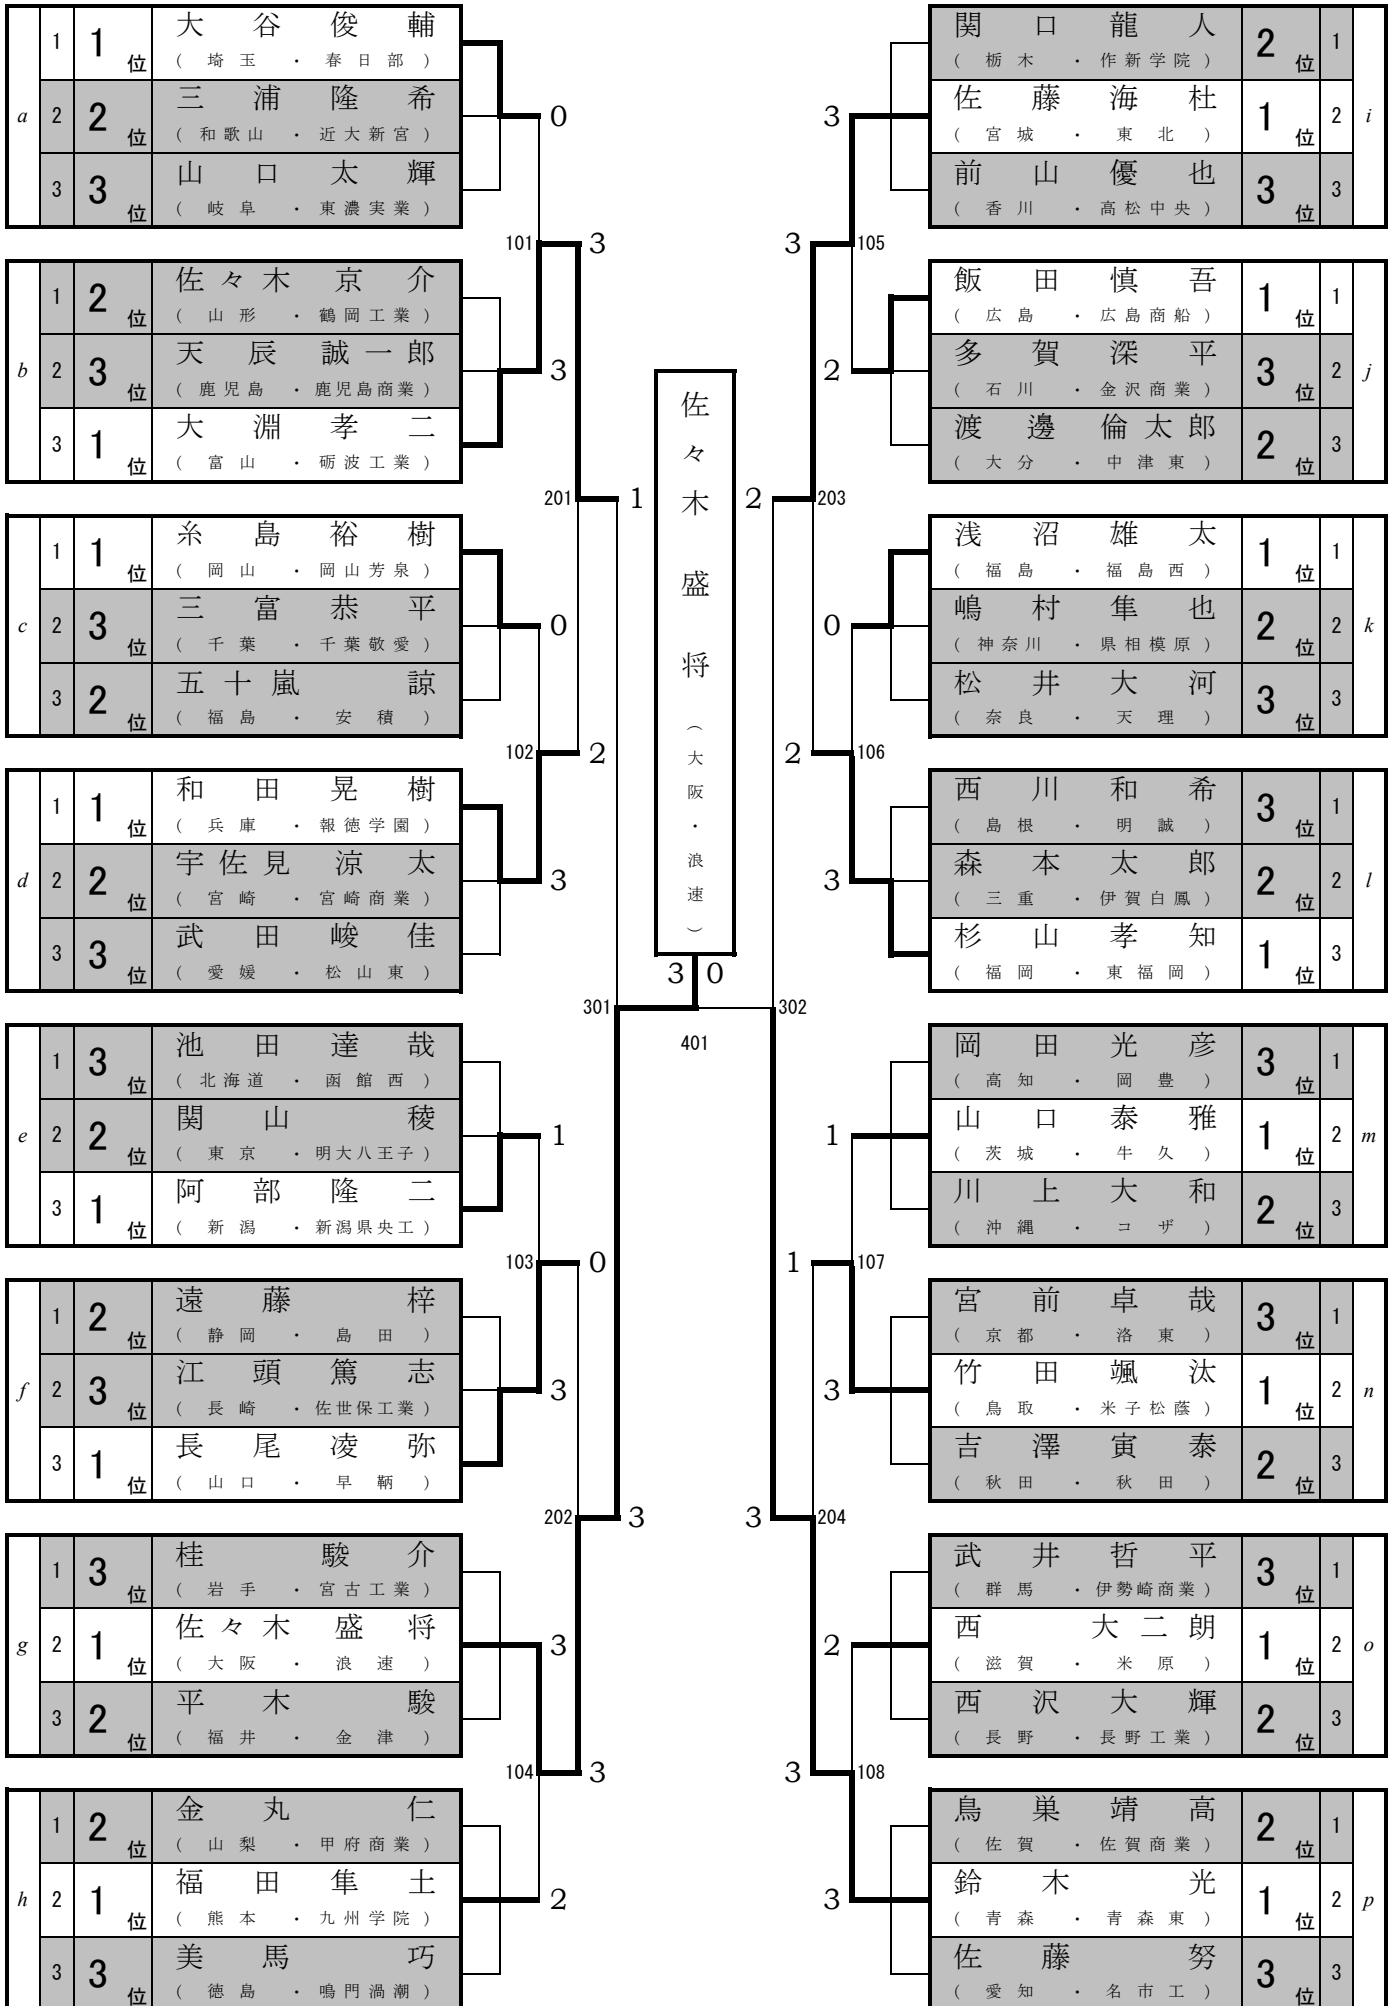 a
1 1位 大谷俊輔
(埼玉・春日部)
2 2位 三浦隆希
(和歌山・近大新宮)
3 3位 山口太輝
(岐阜・東濃実業)
b
1 2位 佐々木京介
(山形・鶴岡工業)
2 3位 天辰誠一郎
(鹿児島・鹿児島商業)
3 1位 大淵孝二
(富山・砺波工業)
c
1 1位 糸島裕樹
(岡山・岡山芳泉)
2 3位 三富恭平
(千葉・千葉敬愛)
3 2位 五十嵐諒
(福島・安積)
d
1 1位 和田晃樹
(兵庫・報徳学園)
2 2位 宇佐見涼太
(宮崎・宮崎商業)
3 3位 武田峻佳
(愛媛・松山東)
e
1 3位 池田達哉
(北海道・函館西)
2 2位 関山稜
(東京・明大八王子)
3 1位 阿部隆二
(新潟・新潟県央工)
f
1 2位 遠藤梓
(静岡・島田)
2 3位 江頭篤志
(長崎・佐世保工業)
3 1位 長尾凌弥
(山口・早鞆)
g
1 3位 桂駿介
(岩手・宮古工業)
2 1位 佐々木盛将
(大阪・浪速)
3 2位 平木駿
(福井・金津)
h
1 2位 金丸仁
(山梨・甲府商業)
2 1位 福田隼士
(熊本・九州学院)
3 3位 美馬巧
(徳島・鳴門渦潮)
0
101 3
3
201 1
0
102 2
3
1
103 0
3
202 3
3
104 3
2
佐々木盛将(大阪・浪速)
3 0
301 302
401
3
3 105
2
2 203
0
2 106
3
1
1 107
3
3 204
2
3 108
3
関口龍人 2位 1
(栃木・作新学院)
佐藤海杜 1位 2
(宮城・東北)
前山優也 3位 3
(香川・高松中央)
i
飯田慎吾 1位 1
(広島・広島商船)
多賀深平 3位 2
(石川・金沢商業)
渡邊倫太郎 2位 3
(大分・中津東)
j
浅沼雄太 1位 1
(福島・福島西)
嶋村隼也 2位 2
(神奈川・県相模原)
松井大河 3位 3
(奈良・天理)
k
西川和希 3位 1
(島根・明誠)
森本太郎 2位 2
(三重・伊賀白鳳)
杉山孝知 1位 3
(福岡・東福岡)
l
岡田光彦 3位 1
(高知・岡豊)
山口泰雅 1位 2
(茨城・牛久)
川上大和 2位 3
(沖縄・コザ)
m
宮前卓哉 3位 1
(京都・洛東)
竹田颯汰 1位 2
(鳥取・米子松蔭)
吉澤寅泰 2位 3
(秋田・秋田)
n
武井哲平 3位 1
(群馬・伊勢崎商業)
西大二朗 1位 2
(滋賀・米原)
西沢大輝 2位 3
(長野・長野工業)
o
鳥巣靖高 2位 1
(佐賀・佐賀商業)
鈴木光 1位 2
(青森・青森東)
佐藤努 3位 3
(愛知・名市工)
p